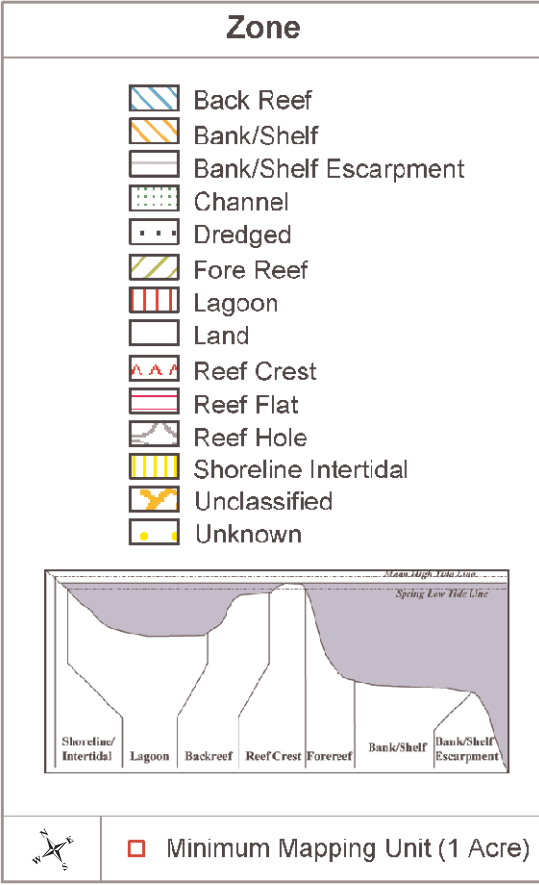 Zone
Back Reef
Bank/Shelf
Bank/Shelf Escarpment
Channel
Dredged
Fore Reef
Lagoon
Land
Reef Crest
Reef Flat
Reef Hole
Shoreline Intertidal
Unclassified
Unknown
Mean High Tide Line
Spring Low Tide Line
Shoreline/
Intertidal
Lagoon
Backreef
Reef Crest
Forereef
Bank/Shelf
Bank/Shelf
Escarpment
N
E
W
S
Minimum Mapping Unit (1 Acre)